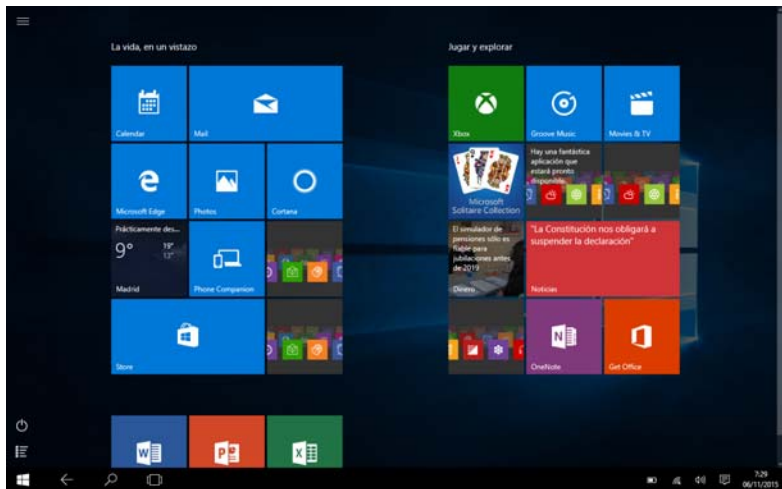 La vida, en un vistazo
Calendar
Mail
Microsoft Edge
Photos
Cortana
Prácticamente des...
9°
19°
13°
Madrid
Phone Companion
Store
Jugar y explorar
Xbox
Groove Music
Movies & TV
Microsoft
Solitaire Collection
Hay una fantástica
aplicación que
estará pronto
disponible.
El simulador de
pensiones sólo es
fiable para
jubilaciones antes
de 2019
Dinero
"La Constitución nos obligará a
suspender la declaración"
Noticias
OneNote
Get Office
7:29
06/11/2015